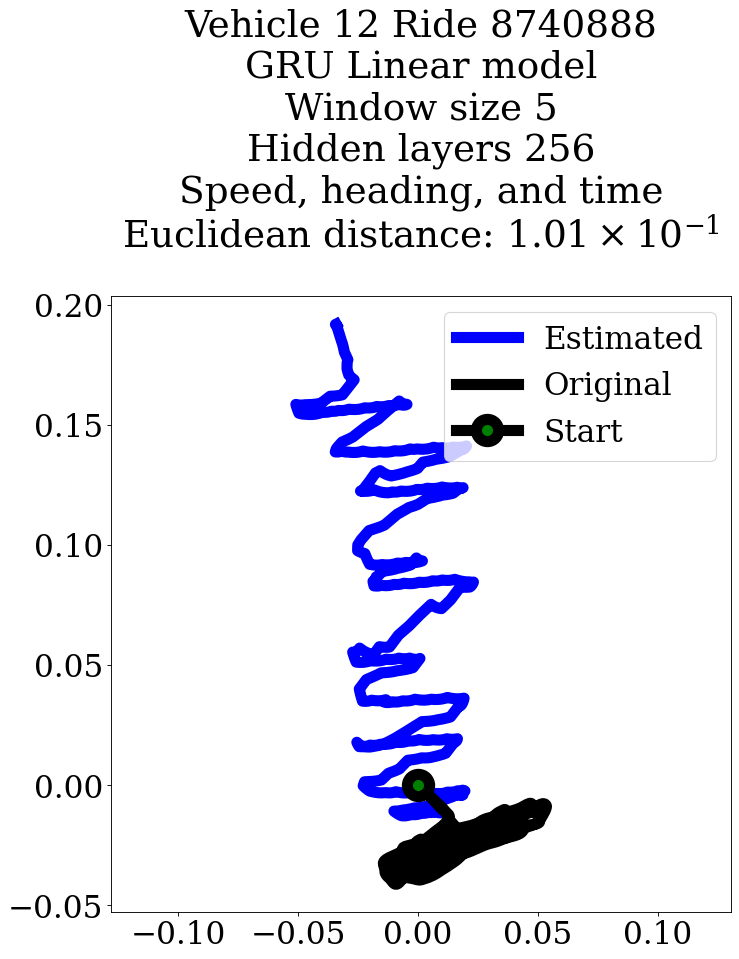 Vehicle 12 Ride 8740888
GRU Linear model
Window size 5
Hidden layers 256
Speed, heading, and time
Euclidean distance: 1.01 × 10⁻¹
Estimated
Original
Start
0.20
0.15
0.10
0.05
0.00
−0.05
−0.10 −0.05 0.00 0.05 0.10